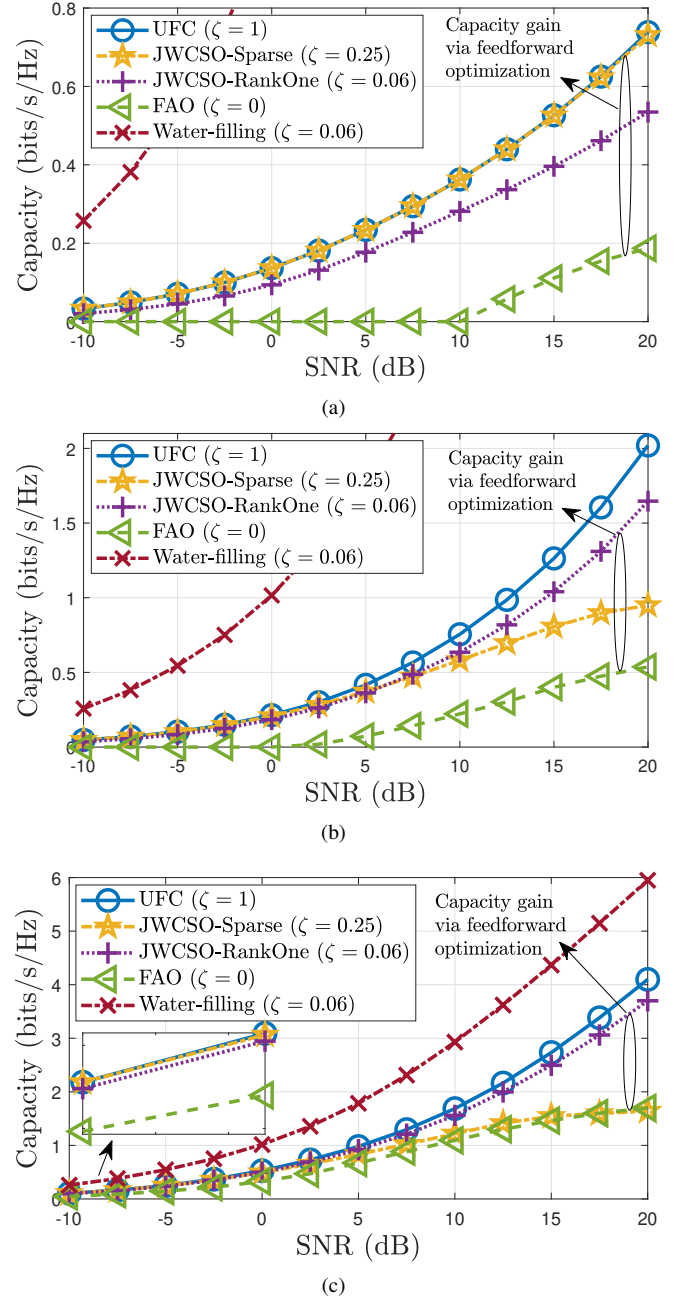 0.8
0.6
0.4
0.2
0
Capacity (bits/s/Hz)
UFC (ζ = 1)
JWCSO-Sparse (ζ = 0.25)
JWCSO-RankOne (ζ = 0.06)
FAO (ζ = 0)
Water-filling (ζ = 0.06)
Capacity gain
via feedforward
optimization
-10 -5 0 5 10 15 20
SNR (dB)
(a)
2
1.5
1
0.5
0
Capacity (bits/s/Hz)
UFC (ζ = 1)
JWCSO-Sparse (ζ = 0.25)
JWCSO-RankOne (ζ = 0.06)
FAO (ζ = 0)
Water-filling (ζ = 0.06)
Capacity gain
via feedforward
optimization
-10 -5 0 5 10 15 20
SNR (dB)
(b)
6
5
4
3
2
1
0
Capacity (bits/s/Hz)
UFC (ζ = 1)
JWCSO-Sparse (ζ = 0.25)
JWCSO-RankOne (ζ = 0.06)
FAO (ζ = 0)
Water-filling (ζ = 0.06)
Capacity gain
via feedforward
optimization
-10 -5 0 5 10 15 20
SNR (dB)
(c)